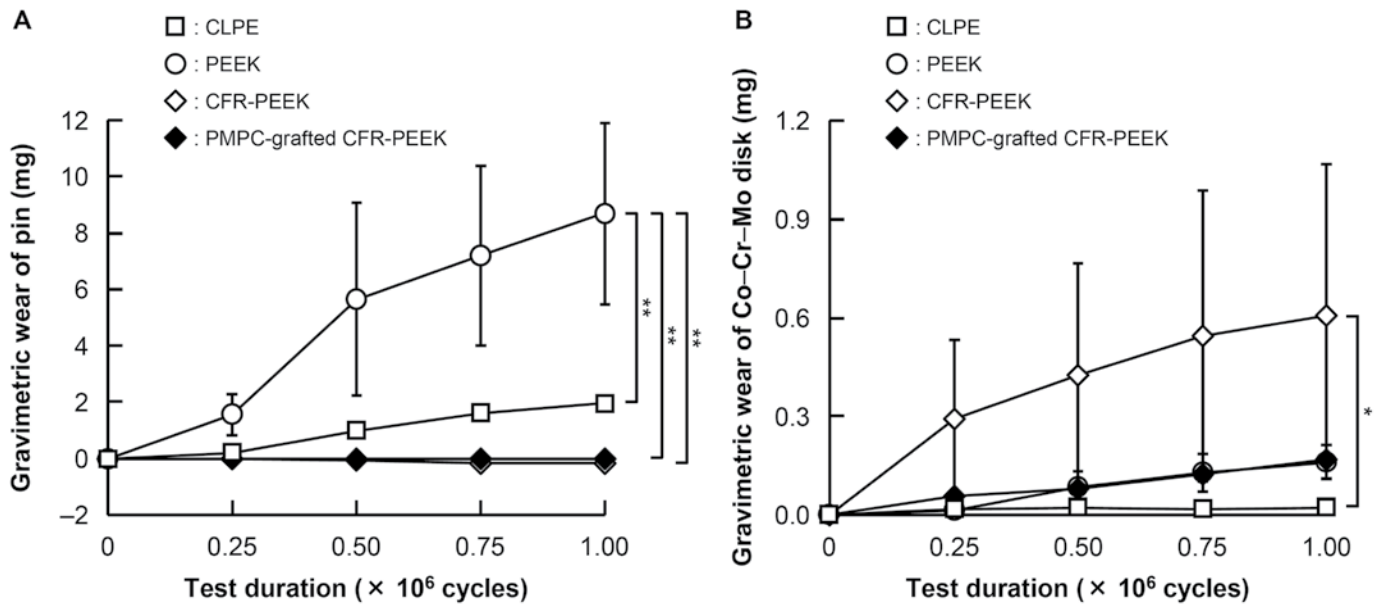 A
: CLPE
: PEEK
: CFR-PEEK
: PMPC-grafted CFR-PEEK
Gravimetric wear of pin (mg)
12
10
8
6
4
2
0
–2
0 0.25 0.50 0.75 1.00
Test duration (× 10⁶ cycles)
** ** **
B
: CLPE
: PEEK
: CFR-PEEK
: PMPC-grafted CFR-PEEK
Gravimetric wear of Co–Cr–Mo disk (mg)
1.2
0.9
0.6
0.3
0.0
0 0.25 0.50 0.75 1.00
Test duration (× 10⁶ cycles)
*